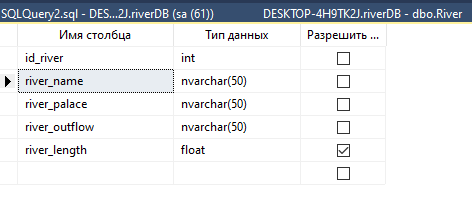 SQLQuery2.sql - DES...2J.riverDB (sa (61)) DESKTOP-4H9TK2J.riverDB - dbo.River
Имя столбца Тип данных Разрешить ...
id_river int
river_name nvarchar(50)
river_palace nvarchar(50)
river_outflow nvarchar(50)
river_length float